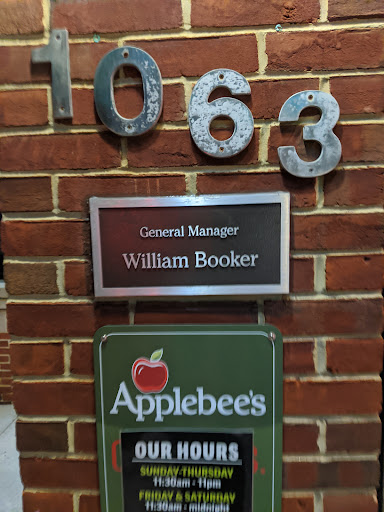 1063
General Manager
William Booker
Applebee's
OUR HOURS
SUNDAY-THURSDAY
11:30am - 11pm
FRIDAY & SATURDAY
11:30am - midnight